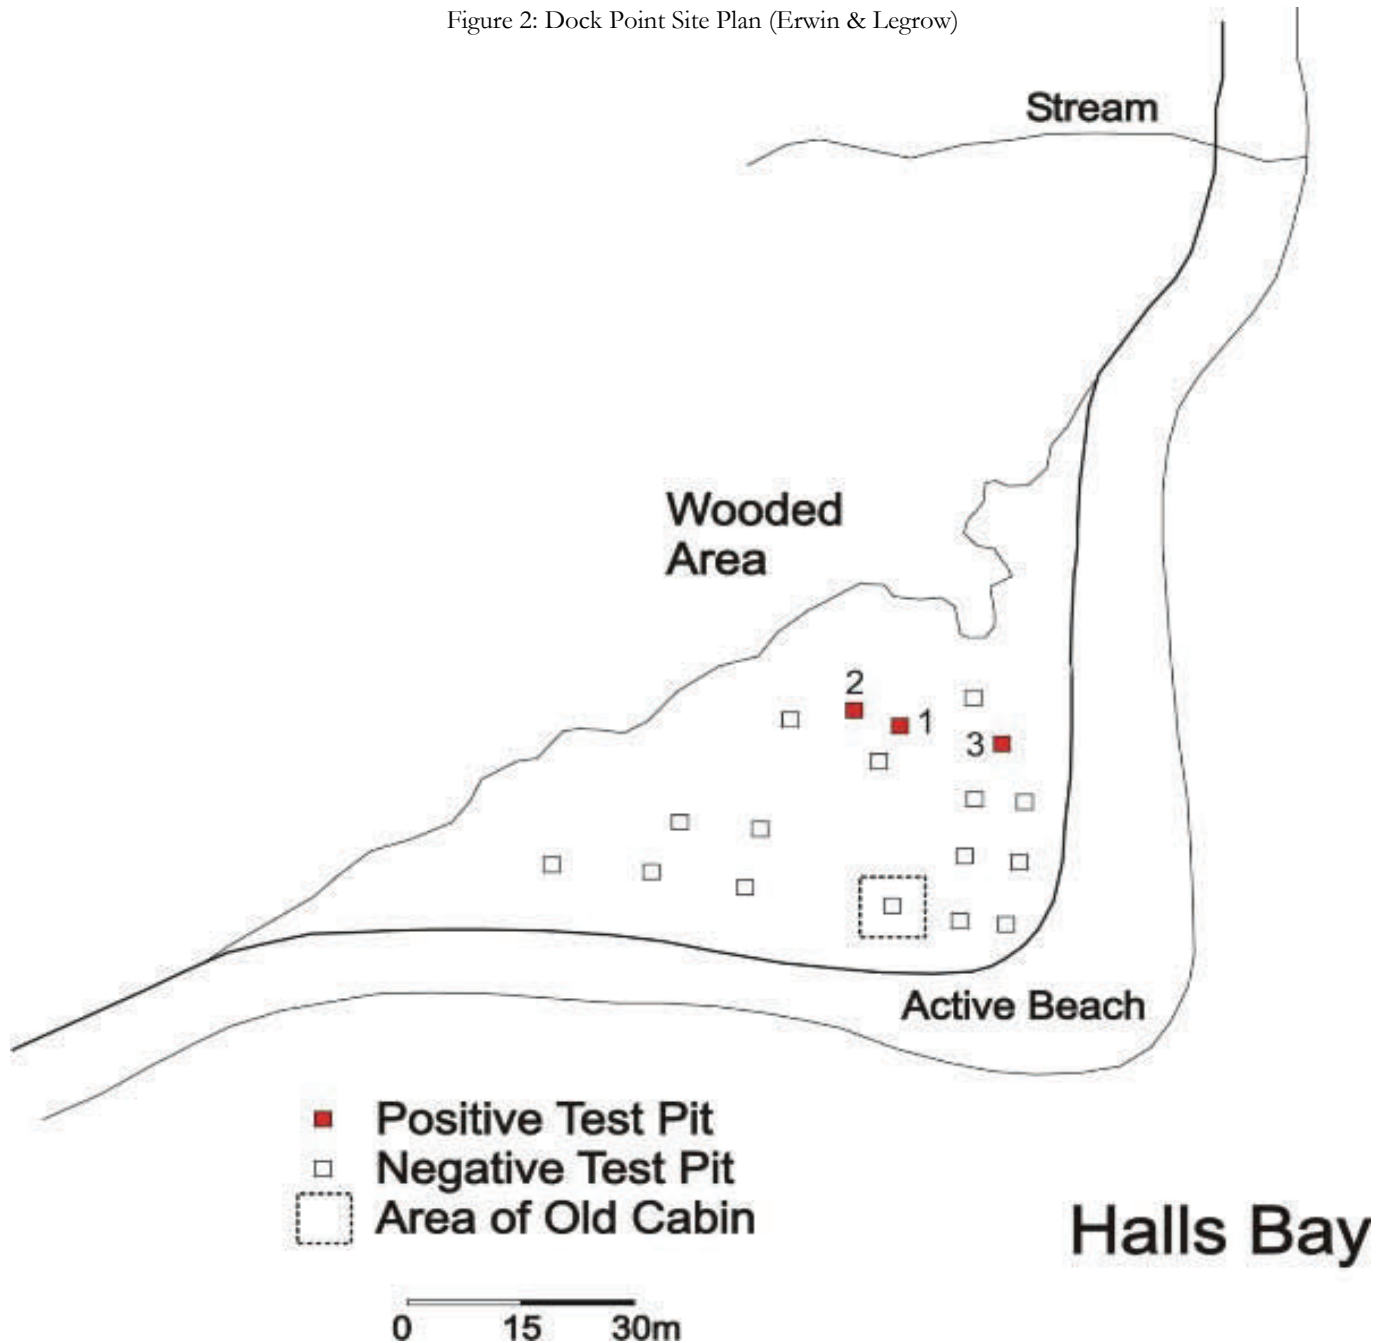 Figure 2: Dock Point Site Plan (Erwin & Legrow)
Stream
Wooded
Area
2
1
3
Active Beach
Positive Test Pit
Negative Test Pit
Area of Old Cabin
Halls Bay
0 15 30m